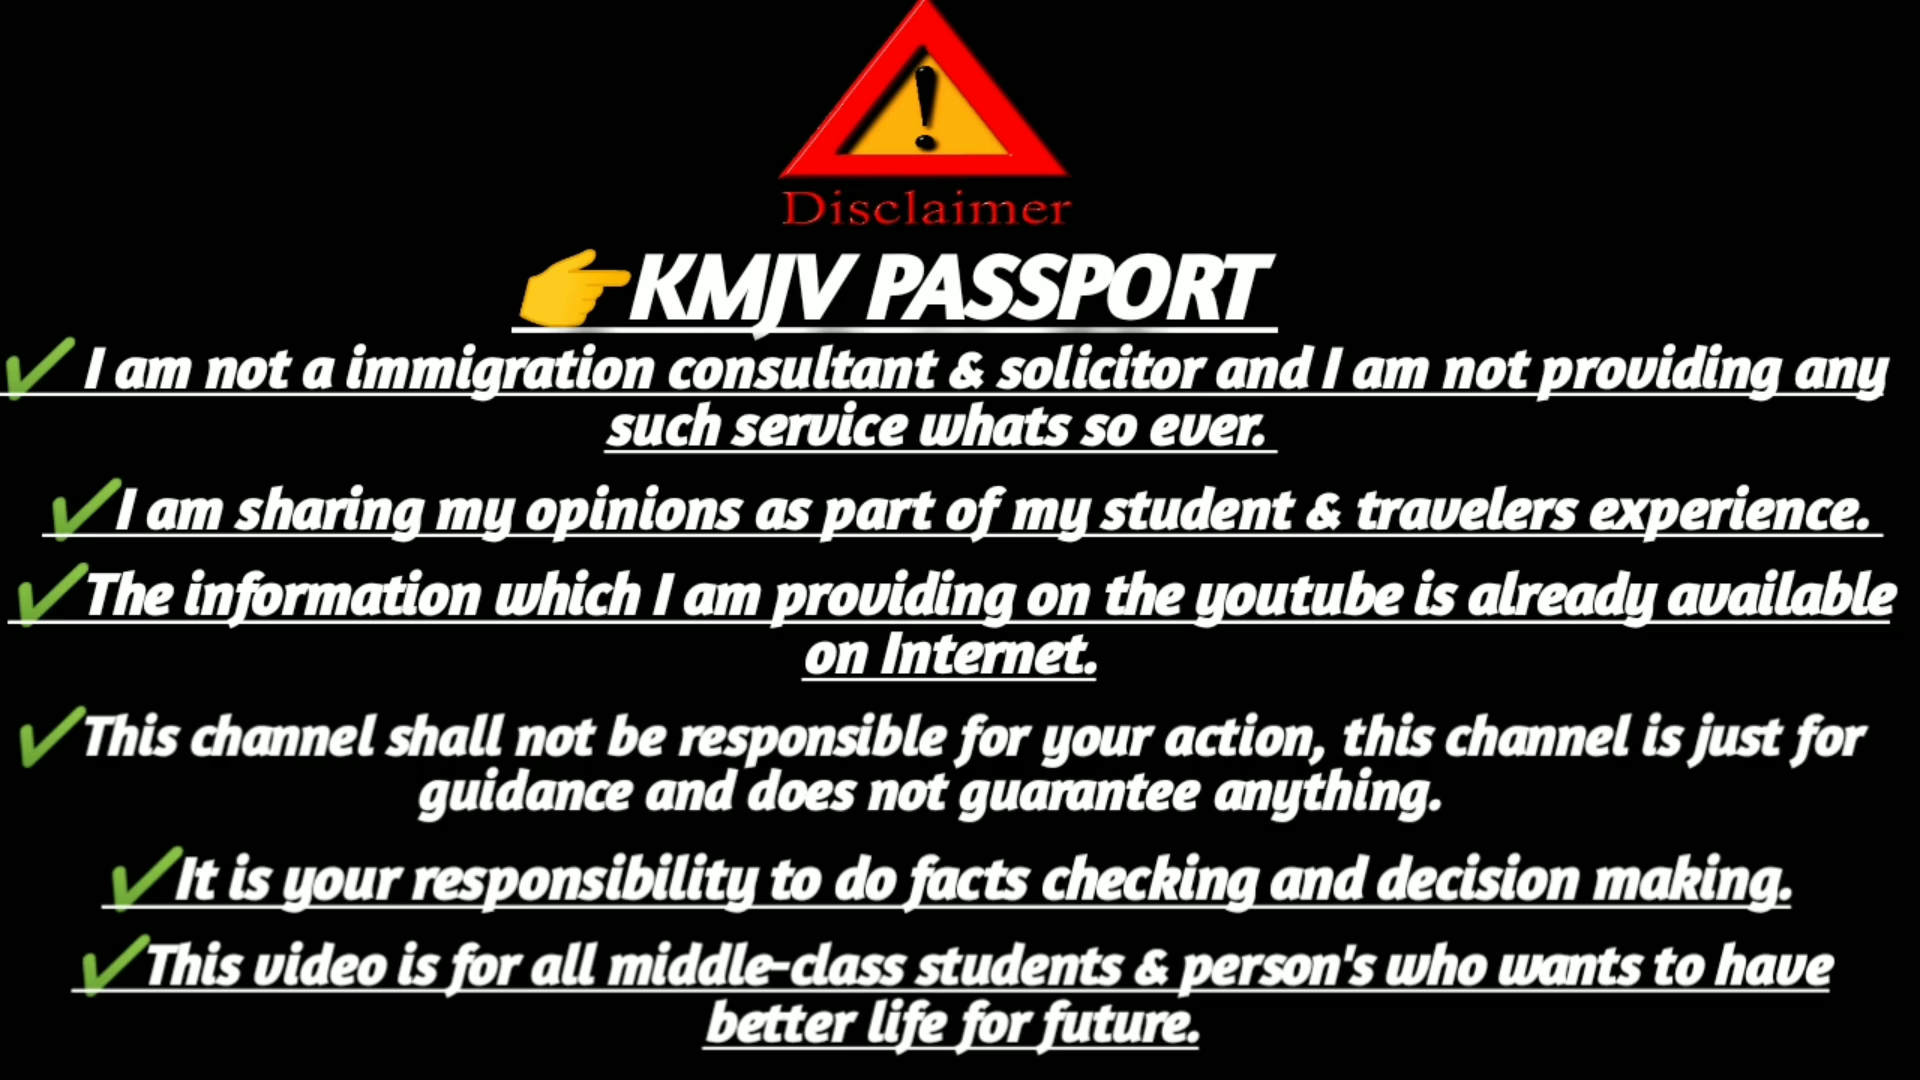 !
Disclaimer
👉KMJV PASSPORT
✔ I am not a immigration consultant & solicitor and I am not providing any
such service whats so ever.
✔I am sharing my opinions as part of my student & travelers experience.
✔The information which I am providing on the youtube is already available
on Internet.
✔This channel shall not be responsible for your action, this channel is just for
guidance and does not guarantee anything.
✔It is your responsibility to do facts checking and decision making.
✔This video is for all middle-class students & person's who wants to have
better life for future.